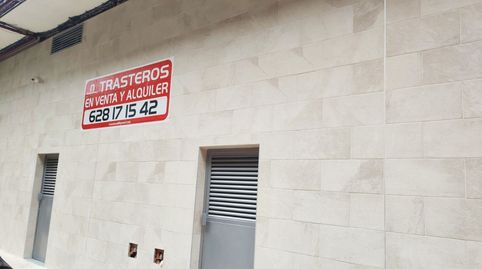 TRASTEROS
EN VENTA Y ALQUILER
628 17 15 42